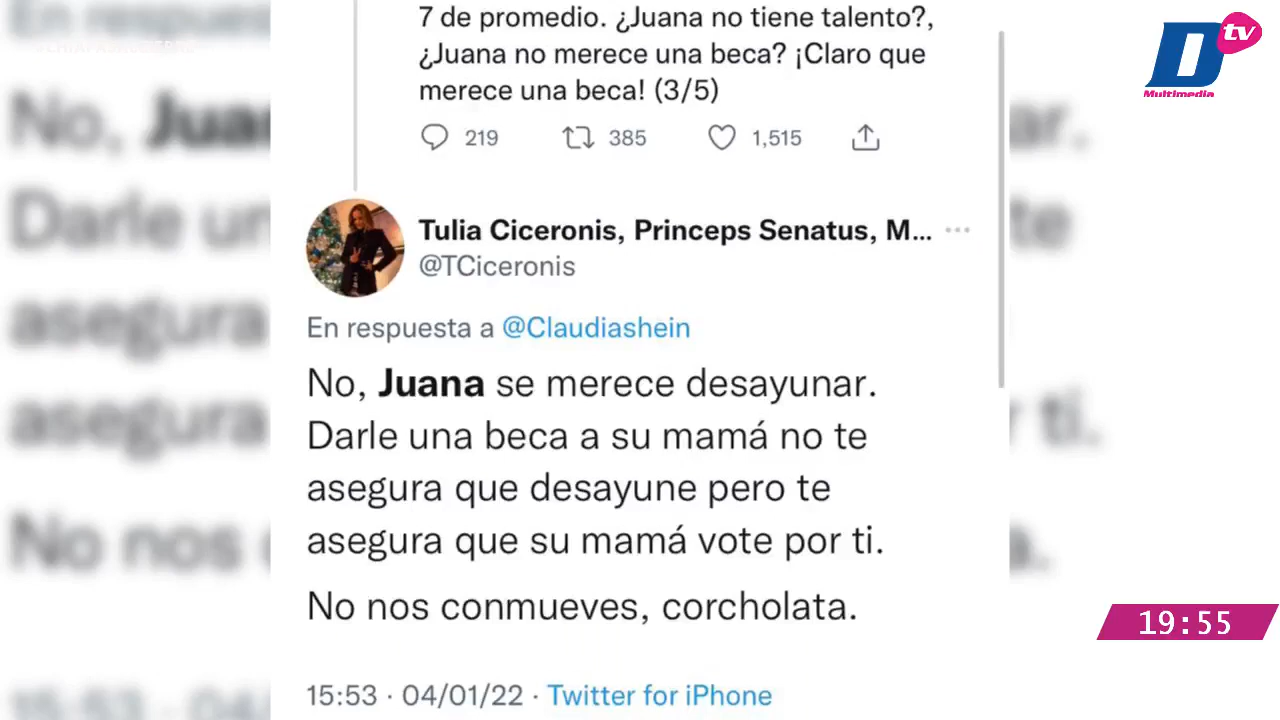 7 de promedio. ¿Juana no tiene talento?,
¿Juana no merece una beca? ¡Claro que
merece una beca! (3/5)
219 385 1,515
Tulia Ciceronis, Princeps Senatus, M...
@TCiceronis
En respuesta a @Claudiashein
No, Juana se merece desayunar.
Darle una beca a su mamá no te
asegura que desayune pero te
asegura que su mamá vote por ti.
No nos conmueves, corcholata.
15:53 · 04/01/22 · Twitter for iPhone
D tv
Multimedia
19:55